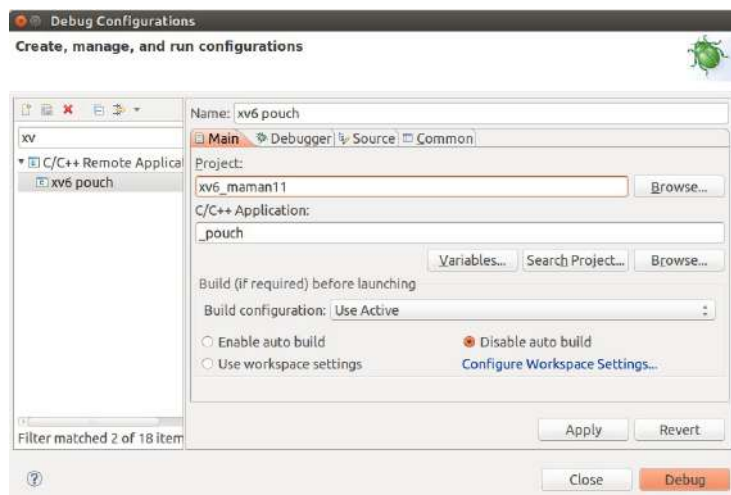 Debug Configurations
Create, manage, and run configurations
xv
C/C++ Remote Applica
xv6 pouch
Filter matched 2 of 18 item
Name: xv6 pouch
Main Debugger Source Common
Project:
xv6_maman11 Browse...
C/C++ Application:
_pouch
Variables... Search Project... Browse...
Build (if required) before launching
Build configuration: Use Active
Enable auto build Disable auto build
Use workspace settings Configure Workspace Settings...
Apply Revert
Close Debug